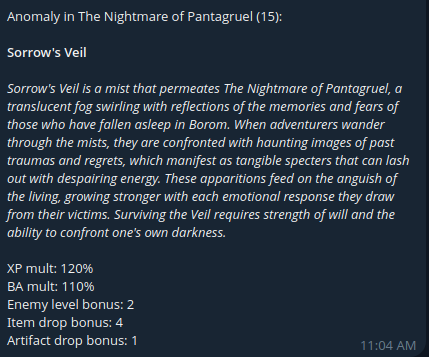 Anomaly in The Nightmare of Pantagruel (15):
Sorrow's Veil
Sorrow's Veil is a mist that permeates The Nightmare of Pantagruel, a
translucent fog swirling with reflections of the memories and fears of
those who have fallen asleep in Borom. When adventurers wander
through the mists, they are confronted with haunting images of past
traumas and regrets, which manifest as tangible specters that can lash
out with despairing energy. These apparitions feed on the anguish of
the living, growing stronger with each emotional response they draw
from their victims. Surviving the Veil requires strength of will and the
ability to confront one's own darkness.
XP mult: 120%
BA mult: 110%
Enemy level bonus: 2
Item drop bonus: 4
Artifact drop bonus: 1
11:04 AM